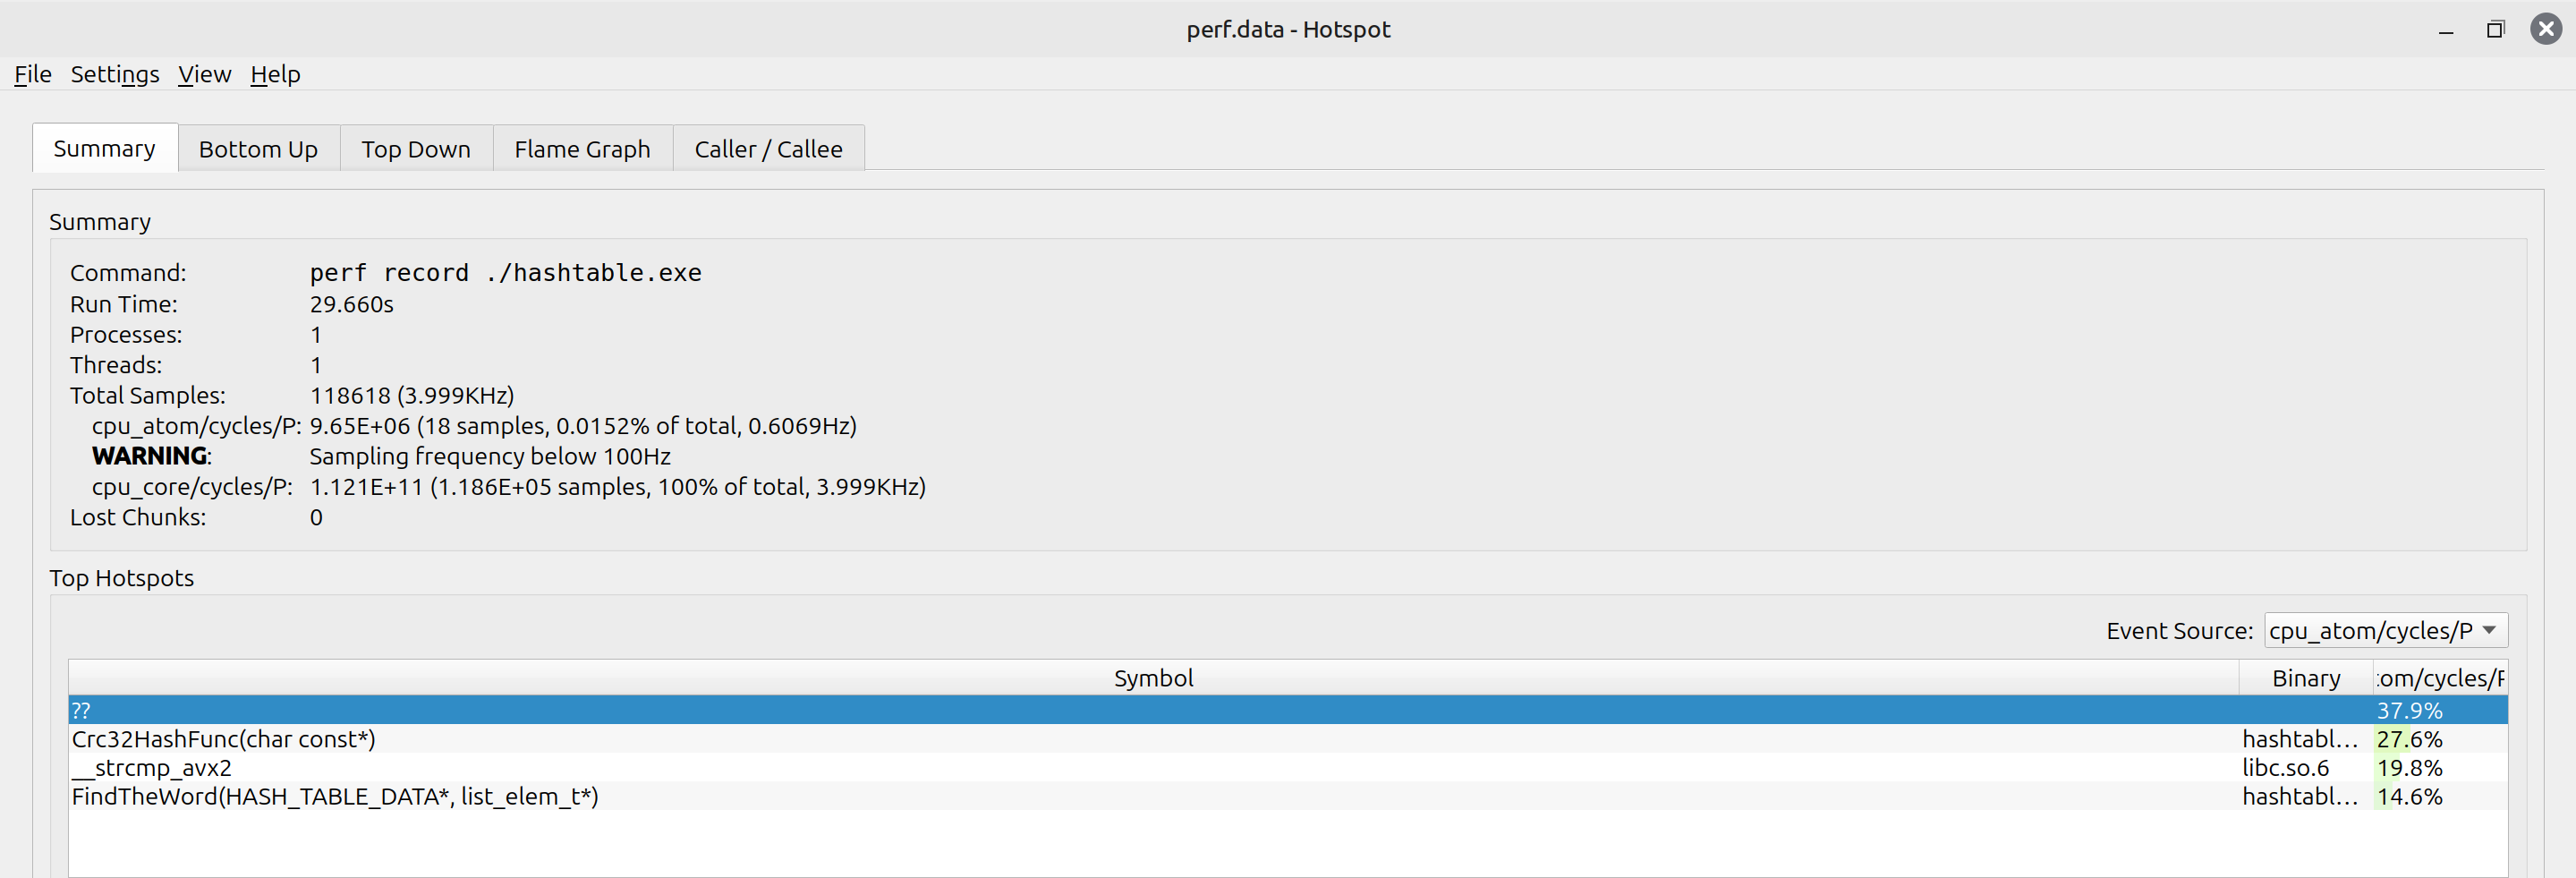 perf.data - Hotspot
File Settings View Help
Summary Bottom Up Top Down Flame Graph Caller / Callee
Summary
Command: perf record ./hashtable.exe
Run Time: 29.660s
Processes: 1
Threads: 1
Total Samples: 118618 (3.999KHz)
cpu_atom/cycles/P: 9.65E+06 (18 samples, 0.0152% of total, 0.6069Hz)
WARNING: Sampling frequency below 100Hz
cpu_core/cycles/P: 1.121E+11 (1.186E+05 samples, 100% of total, 3.999KHz)
Lost Chunks: 0
Top Hotspots
Event Source: cpu_atom/cycles/P
Symbol Binary :om/cycles/F
?? 37.9%
Crc32HashFunc(char const*) hashtabl... 27.6%
__strcmp_avx2 libc.so.6 19.8%
FindTheWord(HASH_TABLE_DATA*, list_elem_t*) hashtabl... 14.6%